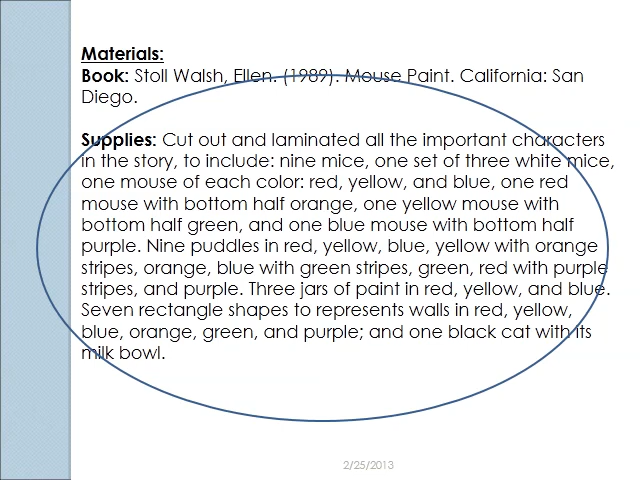 Materials:
Book: Stoll Walsh, Ellen. (1989). Mouse Paint. California: San
Diego.
Supplies: Cut out and laminated all the important characters
in the story, to include: nine mice, one set of three white mice,
one mouse of each color: red, yellow, and blue, one red
mouse with bottom half orange, one yellow mouse with
bottom half green, and one blue mouse with bottom half
purple. Nine puddles in red, yellow, blue, yellow with orange
stripes, orange, blue with green stripes, green, red with purple
stripes, and purple. Three jars of paint in red, yellow, and blue.
Seven rectangle shapes to represents walls in red, yellow,
blue, orange, green, and purple; and one black cat with its
milk bowl.
2/25/2013